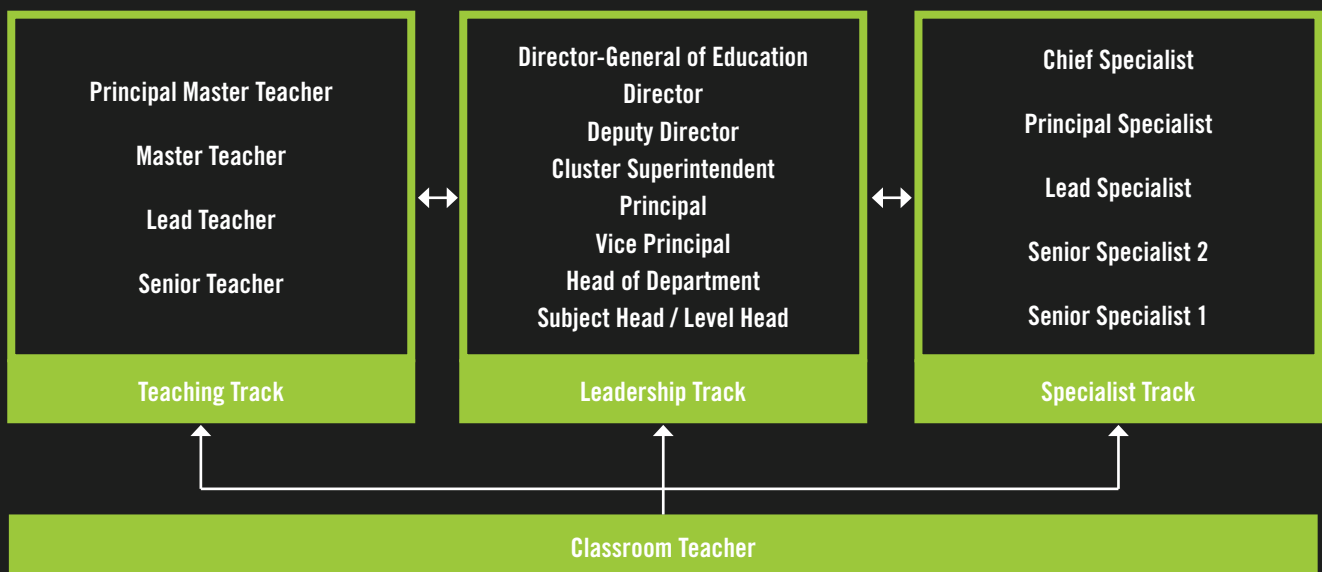 Principal Master Teacher
Master Teacher
Lead Teacher
Senior Teacher
Teaching Track
Director-General of Education
Director
Deputy Director
Cluster Superintendent
Principal
Vice Principal
Head of Department
Subject Head / Level Head
Leadership Track
Chief Specialist
Principal Specialist
Lead Specialist
Senior Specialist 2
Senior Specialist 1
Specialist Track
Classroom Teacher